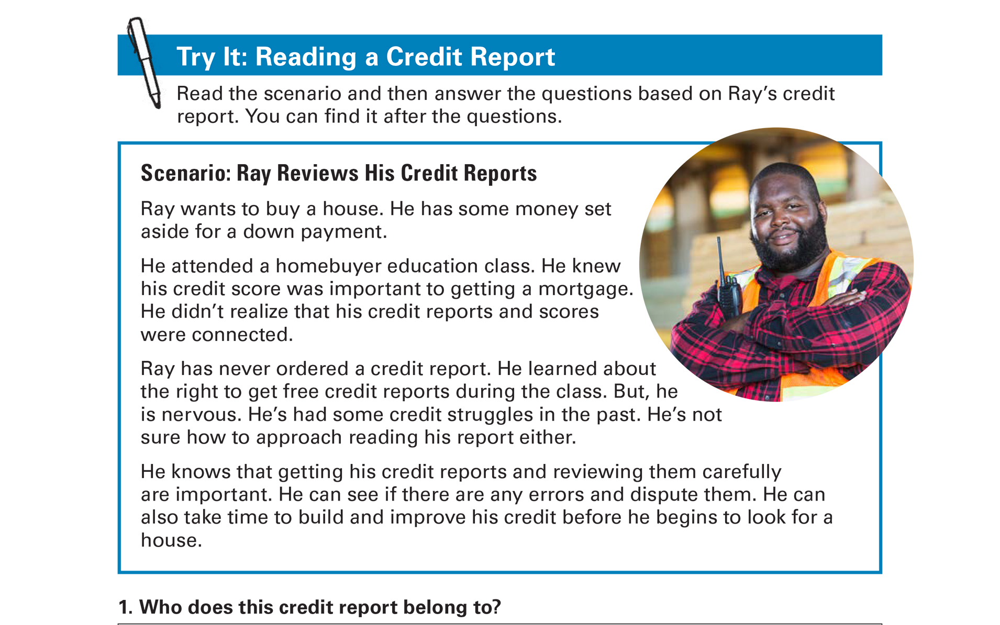 Try It: Reading a Credit Report
Read the scenario and then answer the questions based on Ray’s credit
report. You can find it after the questions.
Scenario: Ray Reviews His Credit Reports
Ray wants to buy a house. He has some money set
aside for a down payment.
He attended a homebuyer education class. He knew
his credit score was important to getting a mortgage.
He didn’t realize that his credit reports and scores
were connected.
Ray has never ordered a credit report. He learned about
the right to get free credit reports during the class. But, he
is nervous. He’s had some credit struggles in the past. He’s not
sure how to approach reading his report either.
He knows that getting his credit reports and reviewing them carefully
are important. He can see if there are any errors and dispute them. He can
also take time to build and improve his credit before he begins to look for a
house.
1. Who does this credit report belong to?